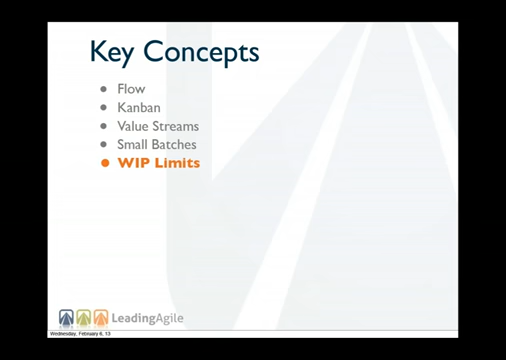 Key Concepts
Flow
Kanban
Value Streams
Small Batches
WIP Limits
LeadingAgile
Wednesday, February 6, 13